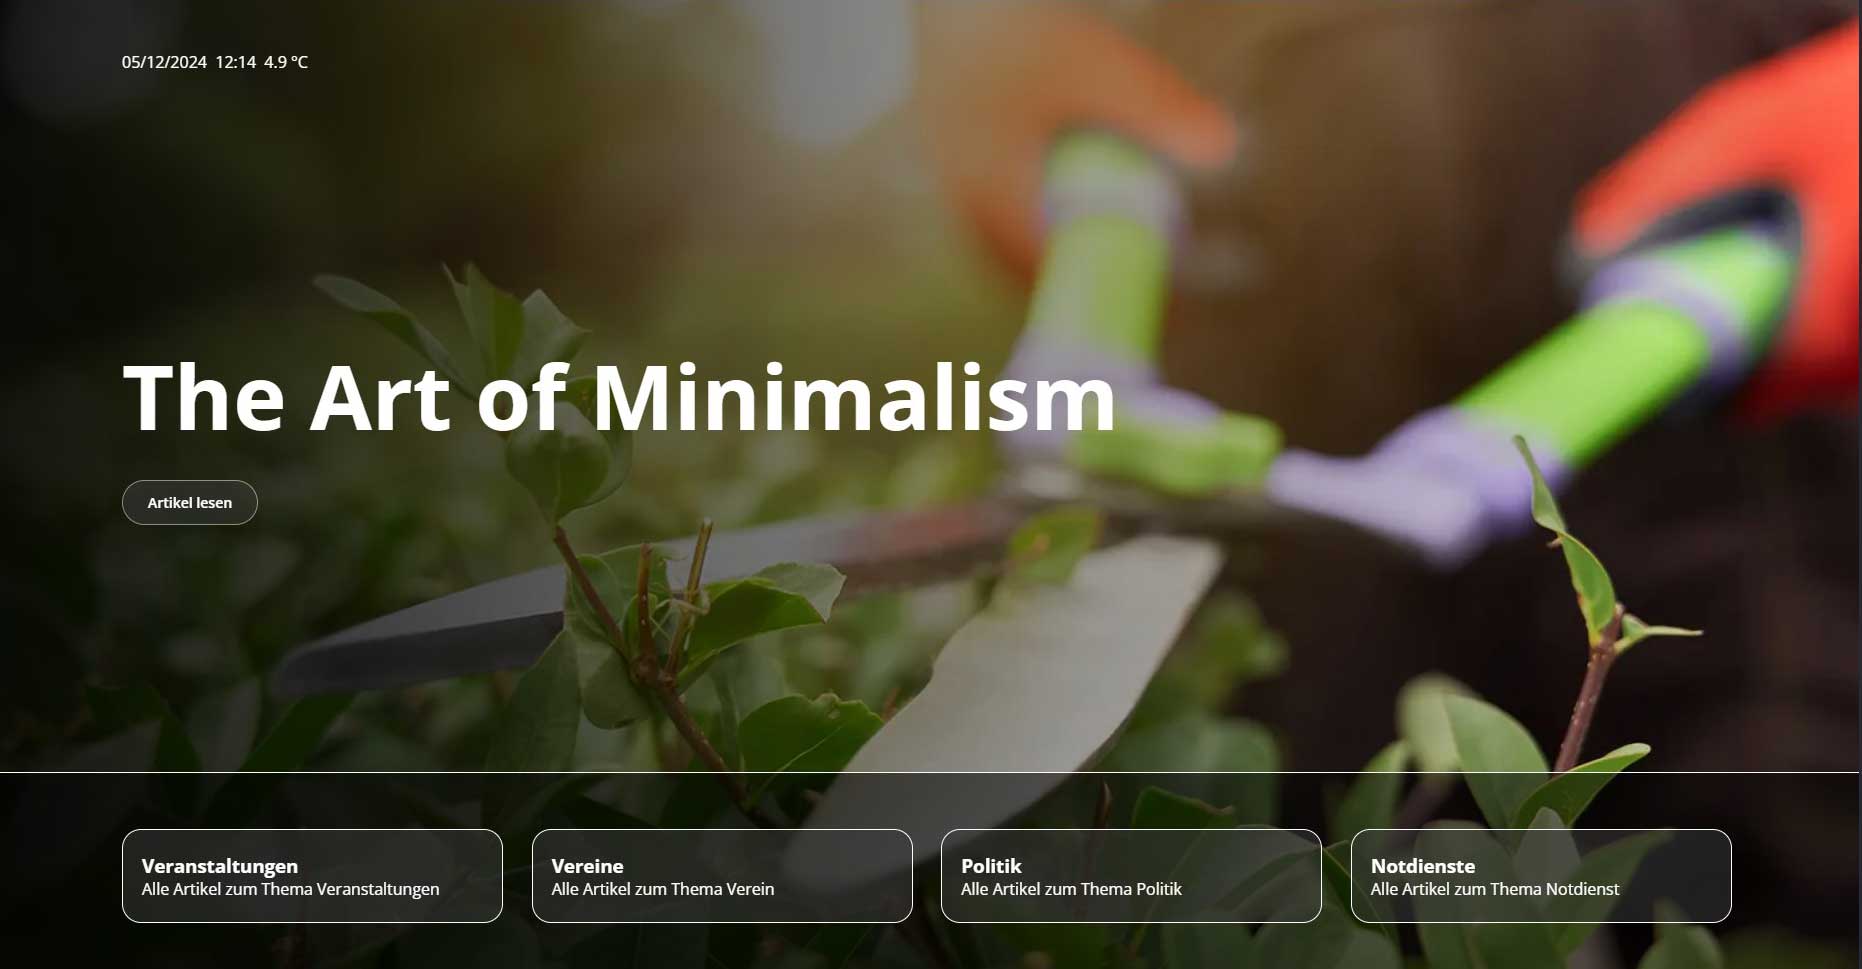 05/12/2024 12:14 4.9 °C
The Art of Minimalism
Artikel lesen
Veranstaltungen
Alle Artikel zum Thema Veranstaltungen
Vereine
Alle Artikel zum Thema Verein
Politik
Alle Artikel zum Thema Politik
Notdienste
Alle Artikel zum Thema Notdienst